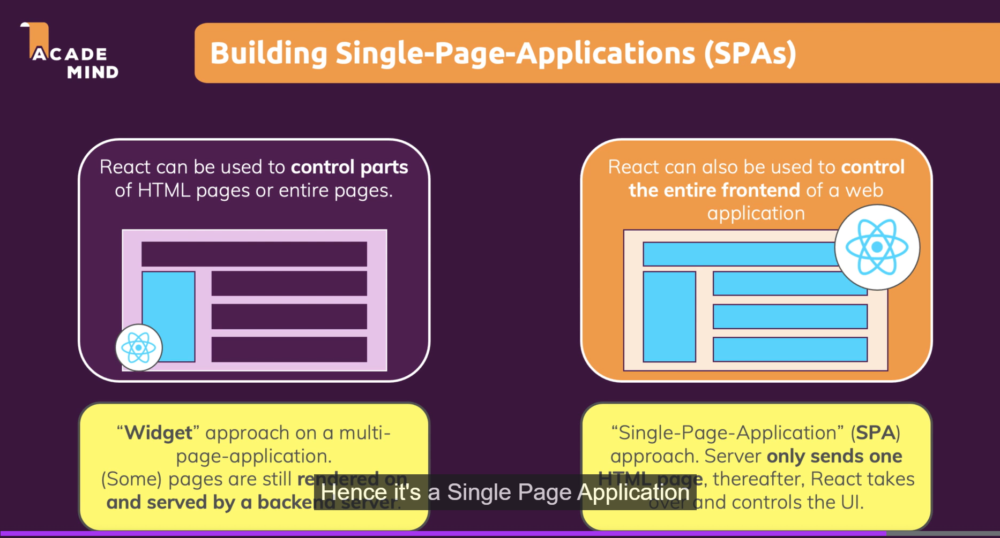 ACADE
MIND
Building Single-Page-Applications (SPAs)
React can be used to control parts
of HTML pages or entire pages.
React can also be used to control
the entire frontend of a web
application
“Widget” approach on a multi-
page-application.
(Some) pages are still rendered on
and served by a backend server.
“Single-Page-Application” (SPA)
approach. Server only sends one
HTML page, thereafter, React takes
over and controls the UI.
Hence it's a Single Page Application